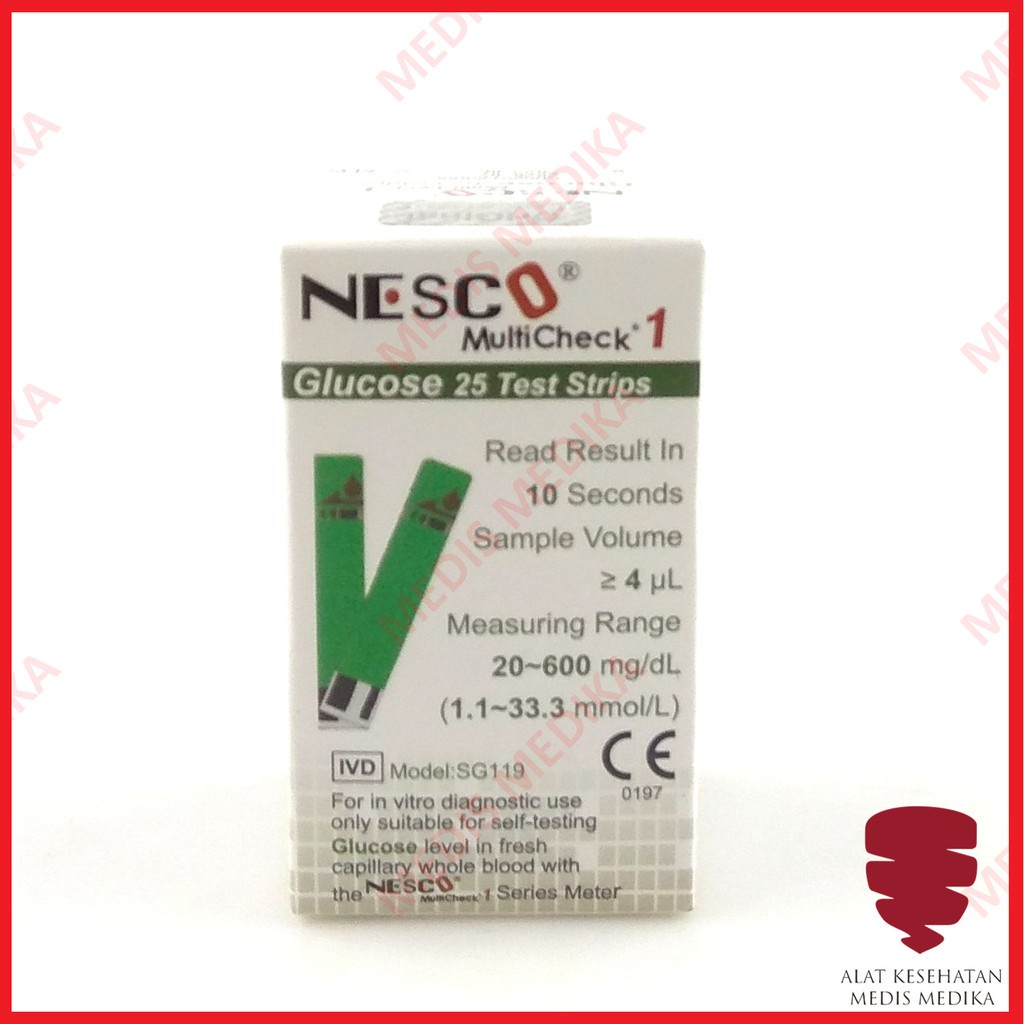 NESCO®
MultiCheck® 1
Glucose 25 Test Strips
Read Result In
10 Seconds
Sample Volume
≥ 4 µL
Measuring Range
20~600 mg/dL
(1.1~33.3 mmol/L)
IVD Model:SG119
CE
0197
For in vitro diagnostic use
only suitable for self-testing
Glucose level in fresh
capillary whole blood with
the NESCO® MultiCheck® 1 Series Meter
ALAT KESEHATAN
MEDIS MEDIKA
MEDIS MEDIKA
MEDIS MEDIKA